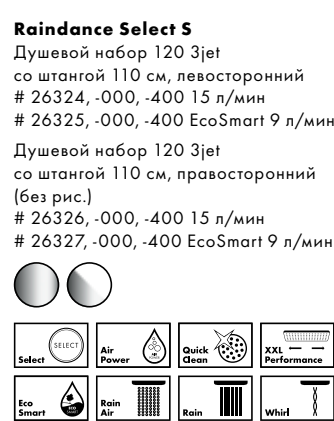 Raindance Select S
Душевой набор 120 3jet
со штангой 110 см, левосторонний
# 26324, -000, -400 15 л/мин
# 26325, -000, -400 EcoSmart 9 л/мин
Душевой набор 120 3jet
со штангой 110 см, правосторонний
(без рис.)
# 26326, -000, -400 15 л/мин
# 26327, -000, -400 EcoSmart 9 л/мин
SELECT
Select
Air
Power
Quick
Clean
XXL
Performance
Eco
Smart
Rain
Air
Rain
Whirl